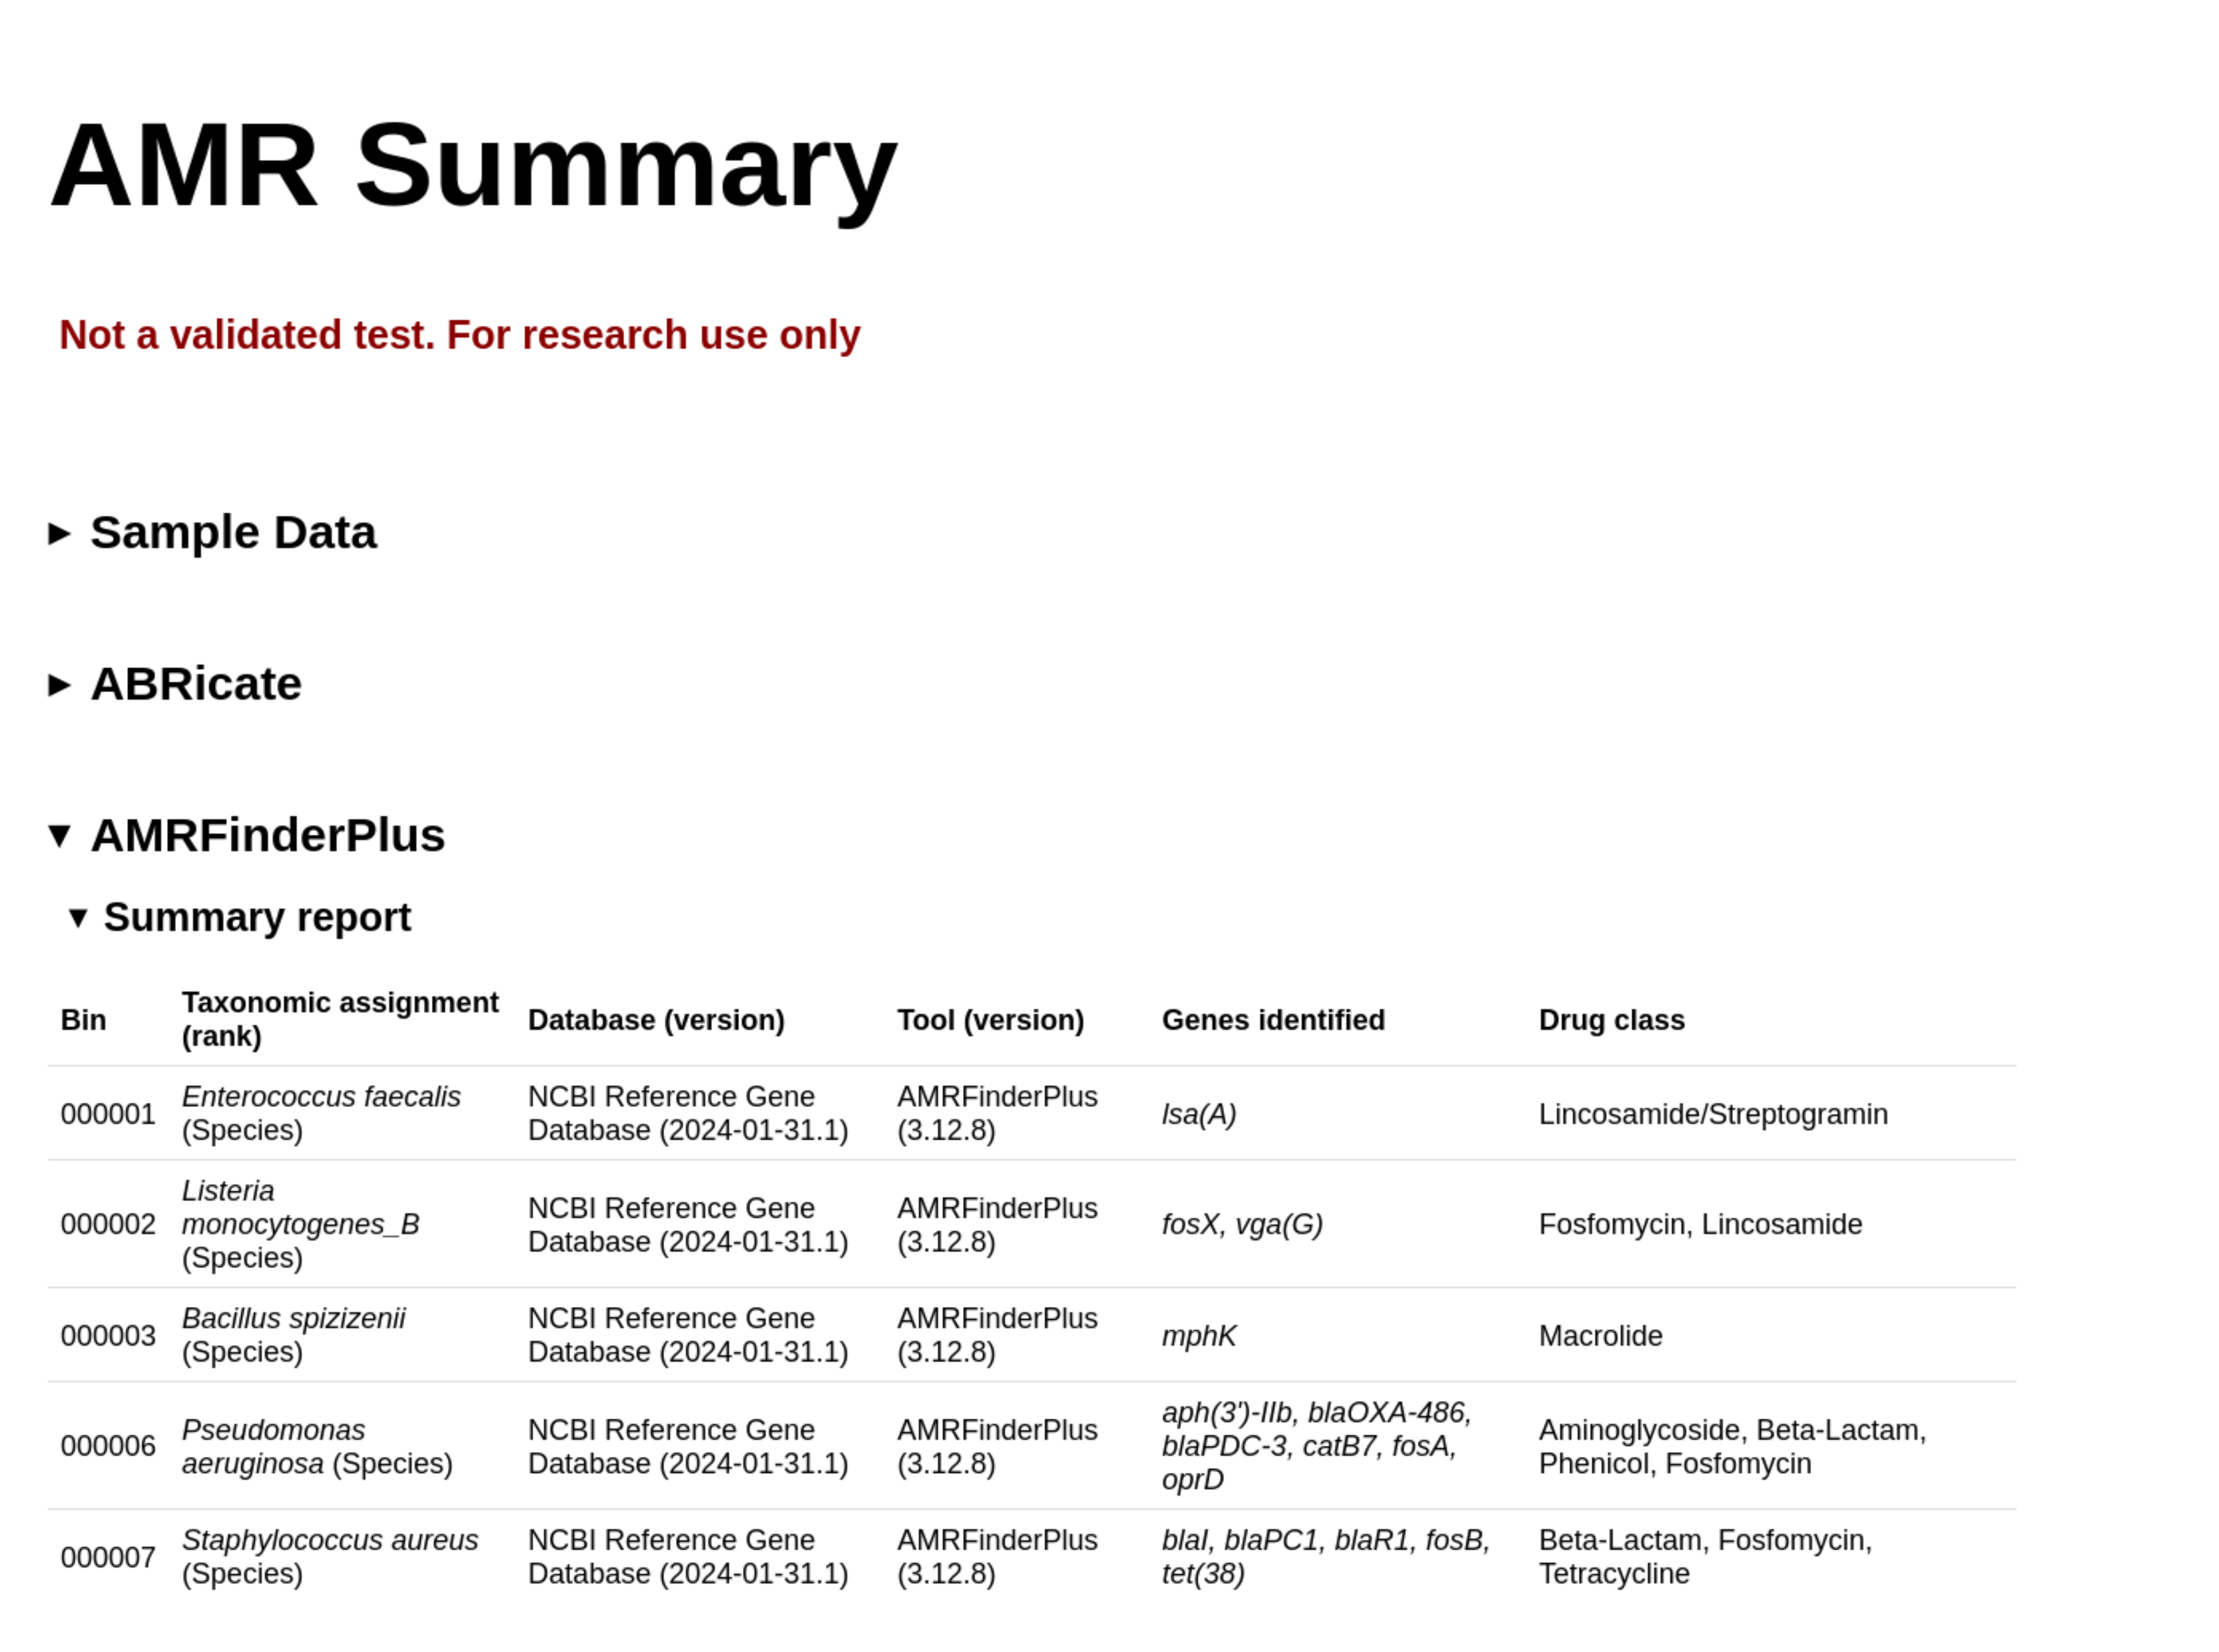 AMR Summary
Not a validated test. For research use only
► Sample Data
► ABRicate
▼ AMRFinderPlus
▼ Summary report
Bin Taxonomic assignment (rank) Database (version) Tool (version) Genes identified Drug class
000001 Enterococcus faecalis (Species) NCBI Reference Gene Database (2024-01-31.1) AMRFinderPlus (3.12.8) lsa(A) Lincosamide/Streptogramin
000002 Listeria monocytogenes_B (Species) NCBI Reference Gene Database (2024-01-31.1) AMRFinderPlus (3.12.8) fosX, vga(G) Fosfomycin, Lincosamide
000003 Bacillus spizizenii (Species) NCBI Reference Gene Database (2024-01-31.1) AMRFinderPlus (3.12.8) mphK Macrolide
000006 Pseudomonas aeruginosa (Species) NCBI Reference Gene Database (2024-01-31.1) AMRFinderPlus (3.12.8) aph(3')-IIb, blaOXA-486, blaPDC-3, catB7, fosA, oprD Aminoglycoside, Beta-Lactam, Phenicol, Fosfomycin
000007 Staphylococcus aureus (Species) NCBI Reference Gene Database (2024-01-31.1) AMRFinderPlus (3.12.8) blaI, blaPC1, blaR1, fosB, tet(38) Beta-Lactam, Fosfomycin, Tetracycline